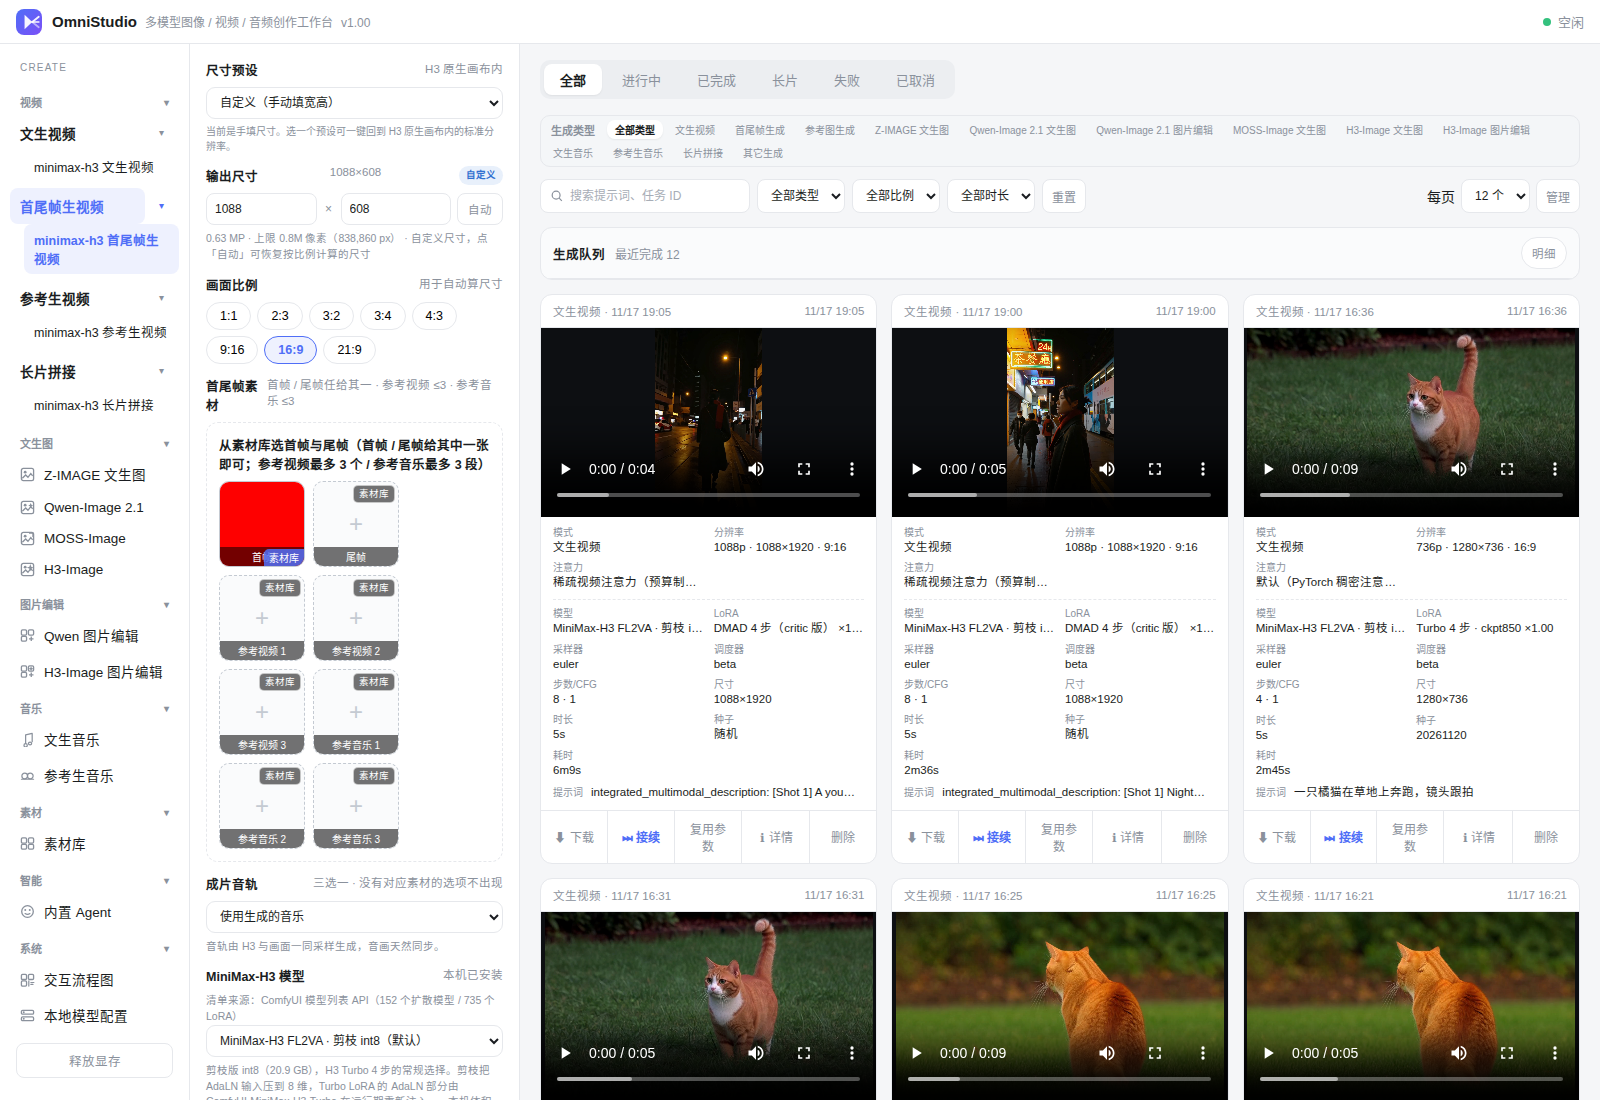 OmniStudio 多模型图像 / 视频 / 音频创作工作台 v1.00
空闲
CREATE
视频
文生视频
minimax-h3 文生视频
首尾帧生视频
minimax-h3 首尾帧生
视频
参考生视频
minimax-h3 参考生视频
长片拼接
minimax-h3 长片拼接
文生图
Z-IMAGE 文生图
Qwen-Image 2.1
MOSS-Image
H3-Image
图片编辑
Qwen 图片编辑
H3-Image 图片编辑
音乐
文生音乐
参考生音乐
素材
素材库
智能
内置 Agent
系统
交互流程图
本地模型配置
释放显存
尺寸预设 H3 原生画布内
自定义（手动填宽高）
当前是手填尺寸。选一个预设可一键回到 H3 原生画布内的标准分
辨率。
输出尺寸 1088×608 自定义
1088 × 608 自动
0.63 MP · 上限 0.8M 像素（838,860 px） · 自定义尺寸，点
「自动」可恢复按比例计算的尺寸
画面比例 用于自动算尺寸
1:1 2:3 3:2 3:4 4:3
9:16 16:9 21:9
首尾帧素 首帧 / 尾帧任给其一 · 参考视频 ≤3 · 参考音
材 乐 ≤3
从素材库选首帧与尾帧（首帧 / 尾帧给其中一张
即可；参考视频最多 3 个 / 参考音乐最多 3 段）
素材库
素材库 尾帧
素材库 素材库
参考视频 1 参考视频 2
素材库 素材库
参考视频 3 参考音乐 1
素材库 素材库
参考音乐 2 参考音乐 3
成片音轨 三选一 · 没有对应素材的选项不出现
使用生成的音乐
音轨由 H3 与画面一同采样生成，音画天然同步。
MiniMax-H3 模型 本机已安装
清单来源：ComfyUI 模型列表 API（152 个扩散模型 / 735 个
LoRA）
MiniMax-H3 FL2VA · 剪枝 int8（默认）
剪枝版 int8（20.9 GB），H3 Turbo 4 步的常规选择。剪枝把
AdaLN 输入压到 8 维，Turbo LoRA 的 AdaLN 部分由
全部 进行中 已完成 长片 失败 已取消
生成类型 全部类型 文生视频 首尾帧生成 参考图生成 Z-IMAGE 文生图 Qwen-Image 2.1 文生图 Qwen-Image 2.1 图片编辑 MOSS-Image 文生图 H3-Image 文生图 H3-Image 图片编辑
文生音乐 参考生音乐 长片拼接 其它生成
搜索提示词、任务 ID 全部类型 全部比例 全部时长 重置 每页 12 个 管理
生成队列 最近完成 12 明细
文生视频 · 11/17 19:05 11/17 19:05
0:00 / 0:04
模式 分辨率
文生视频 1088p · 1088×1920 · 9:16
注意力
稀疏视频注意力（预算制…
模型 LoRA
MiniMax-H3 FL2VA · 剪枝 i… DMAD 4 步（critic 版） ×1…
采样器 调度器
euler beta
步数/CFG 尺寸
8 · 1 1088×1920
时长 种子
5s 随机
耗时
6m9s
提示词 integrated_multimodal_description: [Shot 1] A you…
下载 接续 复用参数 详情 删除
文生视频 · 11/17 19:00 11/17 19:00
24H
0:00 / 0:05
模式 分辨率
文生视频 1088p · 1088×1920 · 9:16
注意力
稀疏视频注意力（预算制…
模型 LoRA
MiniMax-H3 FL2VA · 剪枝 i… DMAD 4 步（critic 版） ×1…
采样器 调度器
euler beta
步数/CFG 尺寸
8 · 1 1088×1920
时长 种子
5s 随机
耗时
2m36s
提示词 integrated_multimodal_description: [Shot 1] Night…
下载 接续 复用参数 详情 删除
文生视频 · 11/17 16:36 11/17 16:36
0:00 / 0:09
模式 分辨率
文生视频 736p · 1280×736 · 16:9
注意力
默认（PyTorch 稠密注意…
模型 LoRA
MiniMax-H3 FL2VA · 剪枝 i… Turbo 4 步 · ckpt850 ×1.00
采样器 调度器
euler beta
步数/CFG 尺寸
4 · 1 1280×736
时长 种子
5s 20261120
耗时
2m45s
提示词 一只橘猫在草地上奔跑，镜头跟拍
下载 接续 复用参数 详情 删除
文生视频 · 11/17 16:31 11/17 16:31
0:00 / 0:05
文生视频 · 11/17 16:25 11/17 16:25
0:00 / 0:09
文生视频 · 11/17 16:21 11/17 16:21
0:00 / 0:05